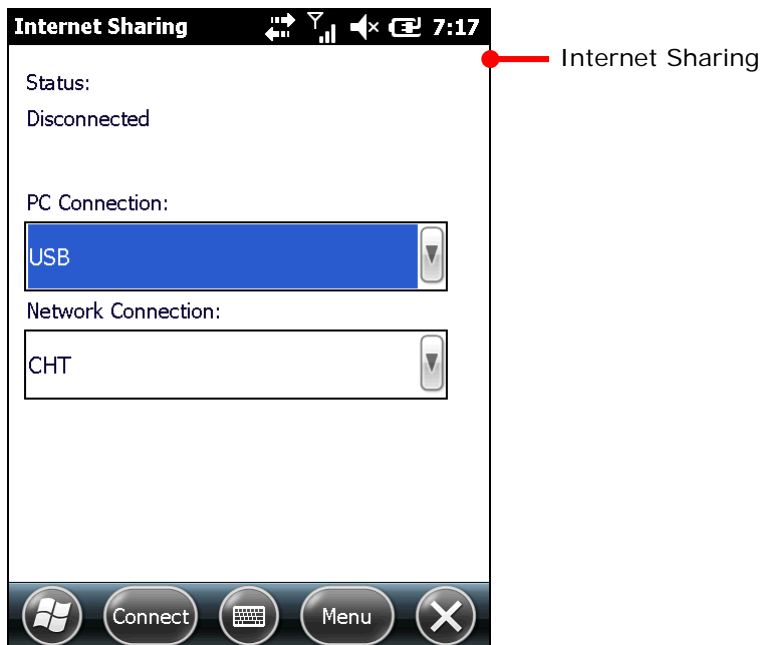 Internet Sharing 7:17
Internet Sharing
Status:
Disconnected
PC Connection:
USB
Network Connection:
CHT
Connect Menu